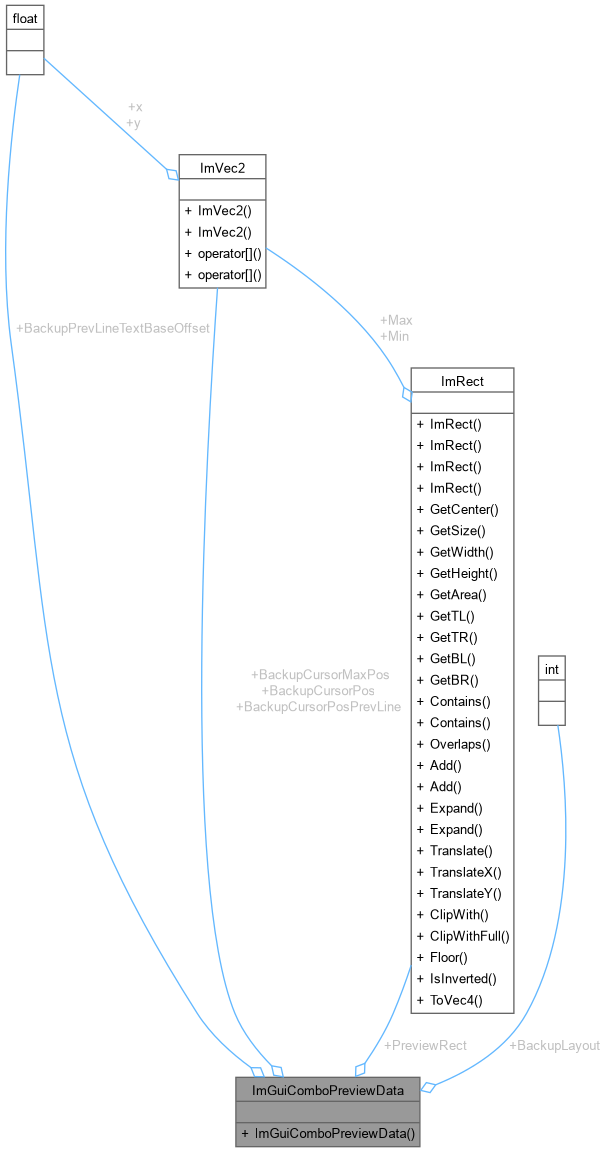 float
+x
+y
ImVec2
+ ImVec2()
+ ImVec2()
+ operator[]()
+ operator[]()
+BackupPrevLineTextBaseOffset
+Max
+Min
ImRect
+ ImRect()
+ ImRect()
+ ImRect()
+ ImRect()
+ GetCenter()
+ GetSize()
+ GetWidth()
+ GetHeight()
+ GetArea()
+ GetTL()
+ GetTR()
+ GetBL()
+ GetBR()
+ Contains()
+ Contains()
+ Overlaps()
+ Add()
+ Add()
+ Expand()
+ Expand()
+ Translate()
+ TranslateX()
+ TranslateY()
+ ClipWith()
+ ClipWithFull()
+ Floor()
+ IsInverted()
+ ToVec4()
int
+BackupCursorMaxPos
+BackupCursorPos
+BackupCursorPosPrevLine
+PreviewRect
+BackupLayout
ImGuiComboPreviewData
+ ImGuiComboPreviewData()